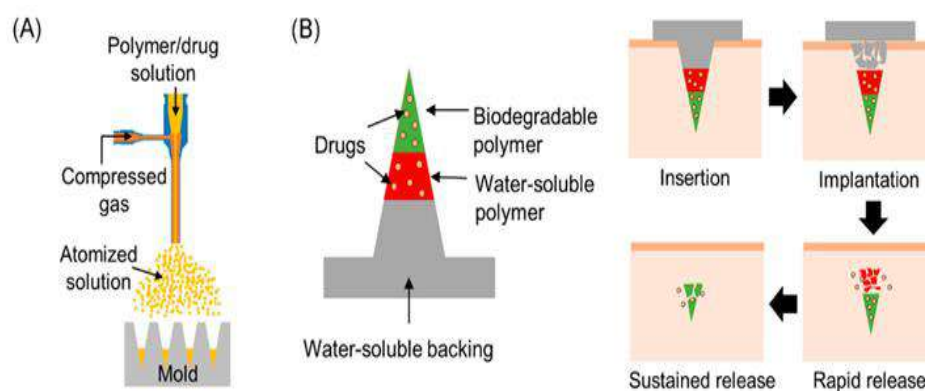 (A)
Polymer/drug
solution
Compressed
gas
Atomized
solution
Mold
(B)
Drugs
Biodegradable
polymer
Water-soluble
polymer
Water-soluble backing
Insertion
Implantation
Sustained release
Rapid release